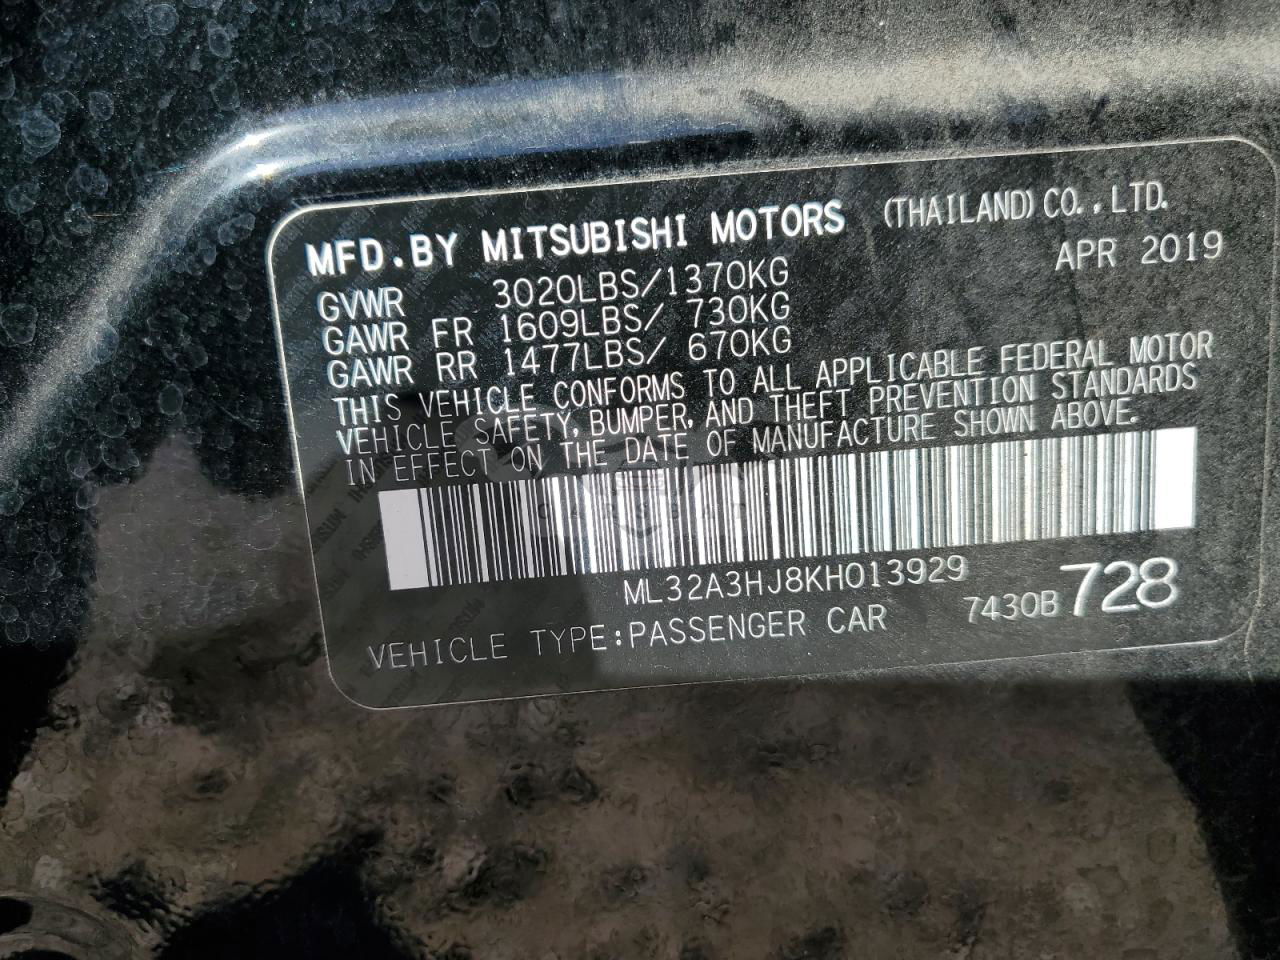 MFD.BY MITSUBISHI MOTORS (THAILAND) CO.,LTD.
APR 2019
GVWR 3020LBS/1370KG
GAWR FR 1609LBS/ 730KG
GAWR RR 1477LBS/ 670KG
THIS VEHICLE CONFORMS TO ALL APPLICABLE FEDERAL MOTOR
VEHICLE SAFETY, BUMPER, AND THEFT PREVENTION STANDARDS
IN EFFECT ON THE DATE OF MANUFACTURE SHOWN ABOVE.
ML32A3HJ8KH013929
VEHICLE TYPE:PASSENGER CAR 7430B 728